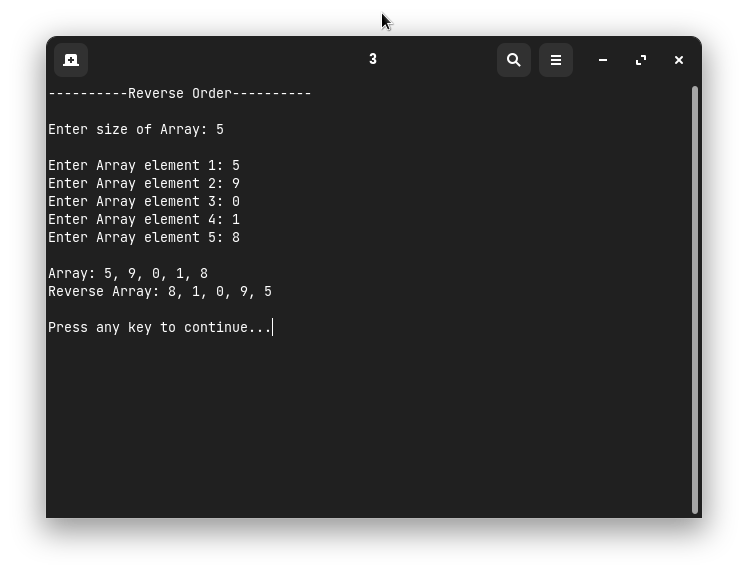 3
----------Reverse Order----------
Enter size of Array: 5
Enter Array element 1: 5
Enter Array element 2: 9
Enter Array element 3: 0
Enter Array element 4: 1
Enter Array element 5: 8
Array: 5, 9, 0, 1, 8
Reverse Array: 8, 1, 0, 9, 5
Press any key to continue...